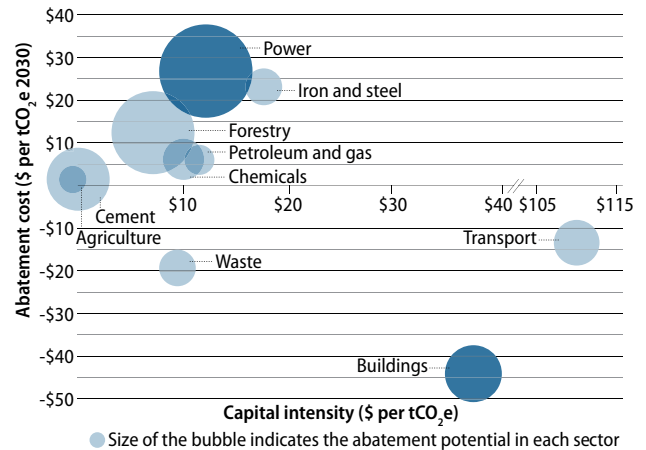 Abatement cost ($ per tCO₂e 2030)
$40
$30
$20
$10
-$10
-$20
-$30
-$40
-$50
Power
Iron and steel
Forestry
Petroleum and gas
Chemicals
$10 $20 $30 $40 // $105 $115
Cement
Agriculture
Transport
Waste
Buildings
Capital intensity ($ per tCO₂e)
Size of the bubble indicates the abatement potential in each sector